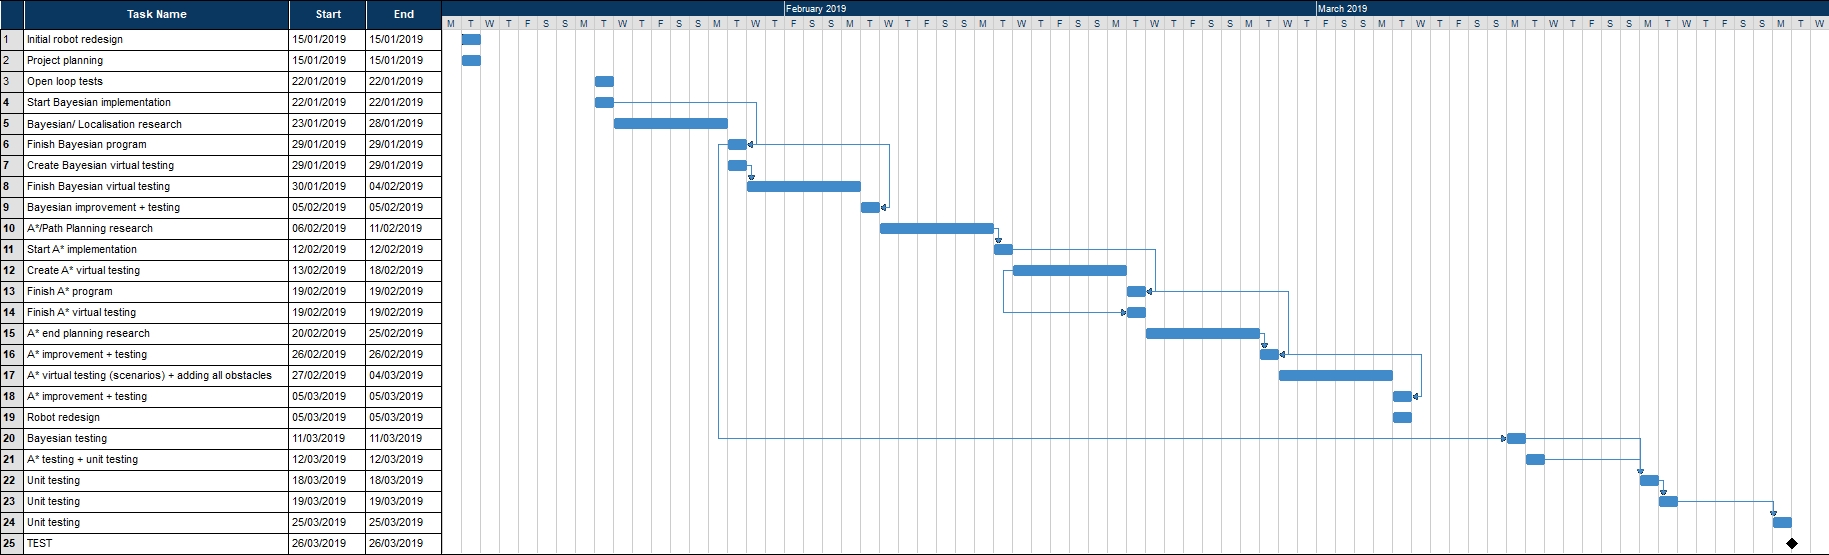 February 2019 March 2019
Task Name Start End
M T W T F S S M T W T F S S M T W T F S S M T W T F S S M T W T F S S M T W T F S S M T W T F S S M T W T F S S M T W T F S S M T W T F S S M T W
1 Initial robot redesign 15/01/2019 15/01/2019
2 Project planning 15/01/2019 15/01/2019
3 Open loop tests 22/01/2019 22/01/2019
4 Start Bayesian implementation 22/01/2019 22/01/2019
5 Bayesian/ Localisation research 23/01/2019 28/01/2019
6 Finish Bayesian program 29/01/2019 29/01/2019
7 Create Bayesian virtual testing 29/01/2019 29/01/2019
8 Finish Bayesian virtual testing 30/01/2019 04/02/2019
9 Bayesian improvement + testing 05/02/2019 05/02/2019
10 A*/Path Planning research 06/02/2019 11/02/2019
11 Start A* implementation 12/02/2019 12/02/2019
12 Create A* virtual testing 13/02/2019 18/02/2019
13 Finish A* program 19/02/2019 19/02/2019
14 Finish A* virtual testing 19/02/2019 19/02/2019
15 A* end planning research 20/02/2019 25/02/2019
16 A* improvement + testing 26/02/2019 26/02/2019
17 A* virtual testing (scenarios) + adding all obstacles 27/02/2019 04/03/2019
18 A* improvement + testing 05/03/2019 05/03/2019
19 Robot redesign 05/03/2019 05/03/2019
20 Bayesian testing 11/03/2019 11/03/2019
21 A* testing + unit testing 12/03/2019 12/03/2019
22 Unit testing 18/03/2019 18/03/2019
23 Unit testing 19/03/2019 19/03/2019
24 Unit testing 25/03/2019 25/03/2019
25 TEST 26/03/2019 26/03/2019